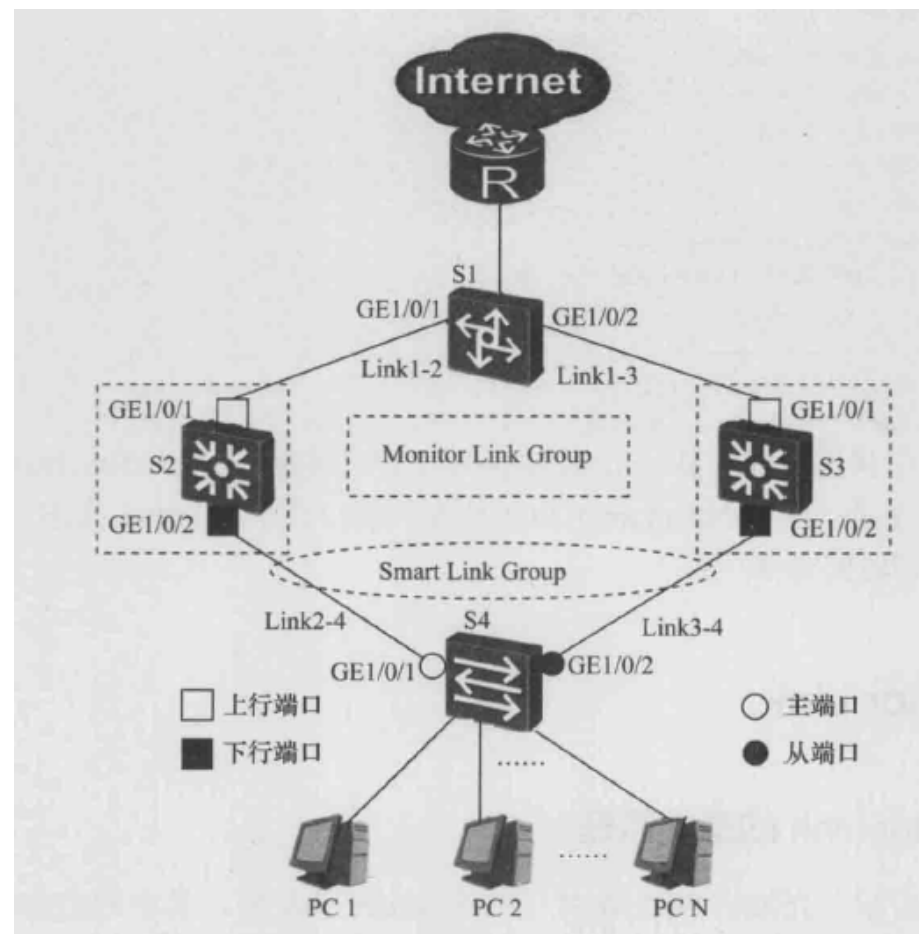 Internet
R
S1
GE1/0/1
GE1/0/2
Link1-2
Link1-3
GE1/0/1
GE1/0/1
S2
Monitor Link Group
S3
GE1/0/2
GE1/0/2
Smart Link Group
Link2-4
S4
Link3-4
GE1/0/1
GE1/0/2
上行端口
主端口
下行端口
从端口
......
......
PC 1
PC 2
PC N